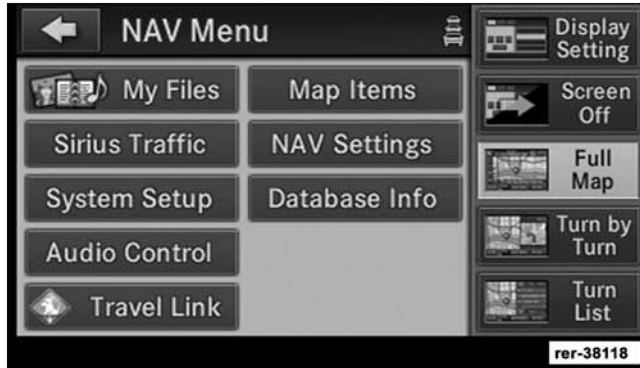 NAV Menu
My Files
Map Items
Sirius Traffic
NAV Settings
System Setup
Database Info
Audio Control
Travel Link
Display
Setting
Screen
Off
Full
Map
Turn by
Turn
Turn
List
rer-38118